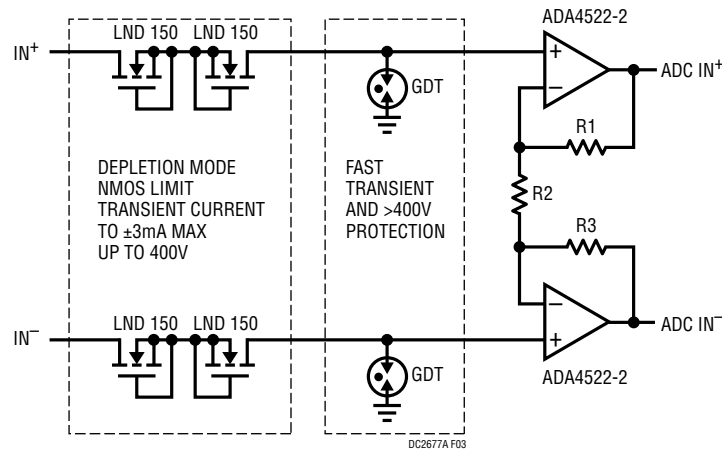 ADA4522-2
LND 150 LND 150
IN+
+
−
ADC IN+
GDT
R1
DEPLETION MODE
NMOS LIMIT
TRANSIENT CURRENT
TO ±3mA MAX
UP TO 400V
FAST
TRANSIENT
AND >400V
PROTECTION
R2
R3
LND 150 LND 150
IN−
−
+
ADC IN−
GDT
ADA4522-2
DC2677A F03